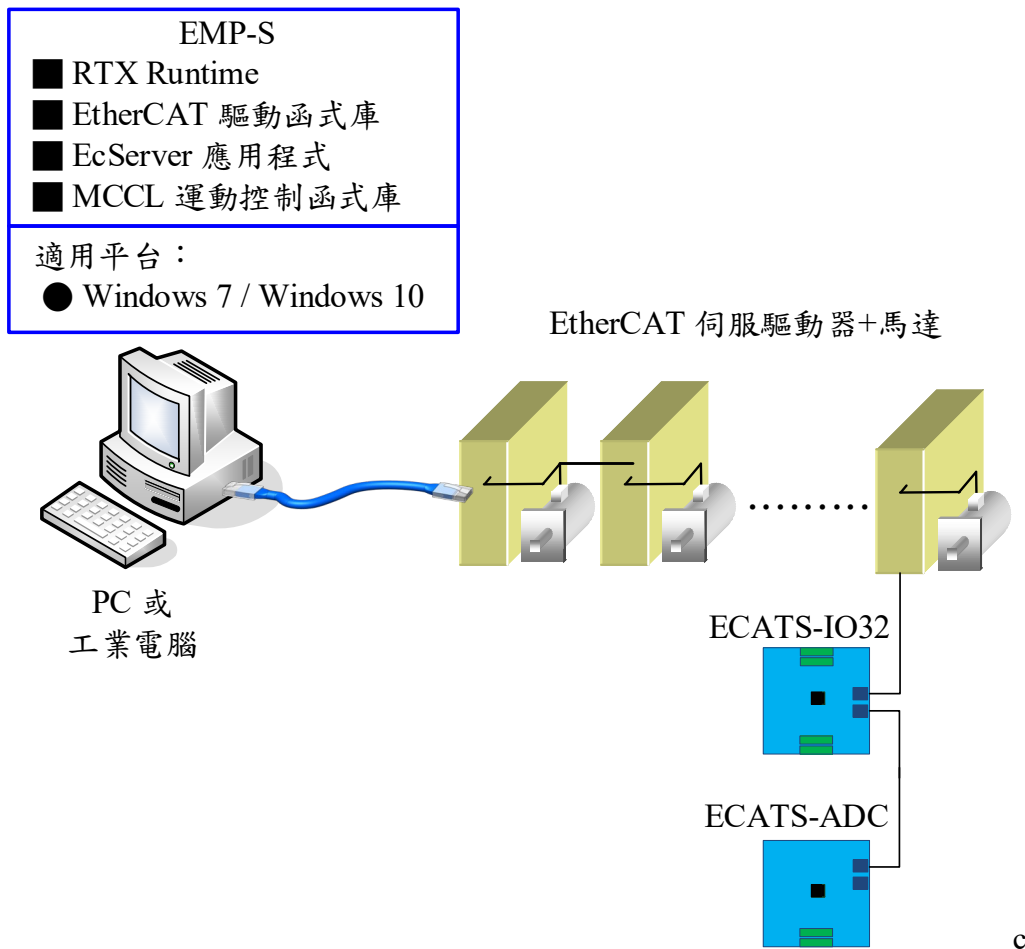 EMP-S
RTX Runtime
EtherCAT 驅動函式庫
EcServer 應用程式
MCCL 運動控制函式庫
適用平台：
Windows 7 / Windows 10
EtherCAT 伺服驅動器+馬達
PC 或
工業電腦
ECATS-IO32
ECATS-ADC
c